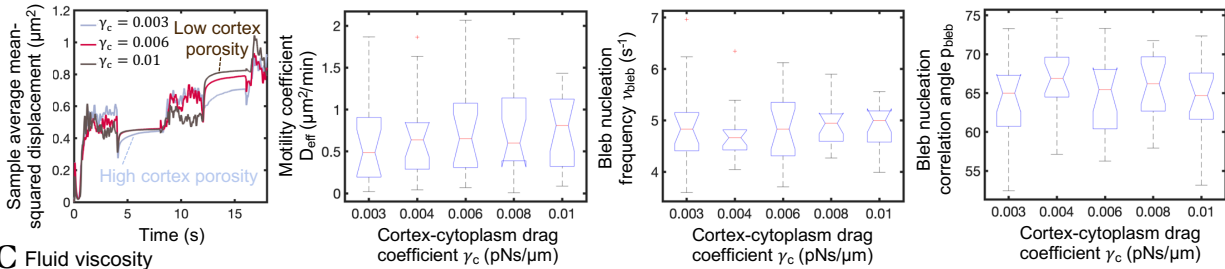 Sample average mean-
squared displacement (μm²)
1.2
1.0
0.8
0.6
0.4
0.2
0
γc = 0.003
γc = 0.006
γc = 0.01
Low cortex
porosity
High cortex porosity
0 5 10 15
Time (s)
Motility coefficient
Deff (μm²/min)
2
1.5
1
0.5
0
0.003 0.004 0.006 0.008 0.01
Cortex-cytoplasm drag
coefficient γc (pNs/μm)
Bleb nucleation
frequency νbleb (s⁻¹)
7
6
5
4
0.003 0.004 0.006 0.008 0.01
Cortex-cytoplasm drag
coefficient γc (pNs/μm)
Bleb nucleation
correlation angle pbleb
75
70
65
60
55
0.003 0.004 0.006 0.008 0.01
Cortex-cytoplasm drag
coefficient γc (pNs/μm)
C Fluid viscosity